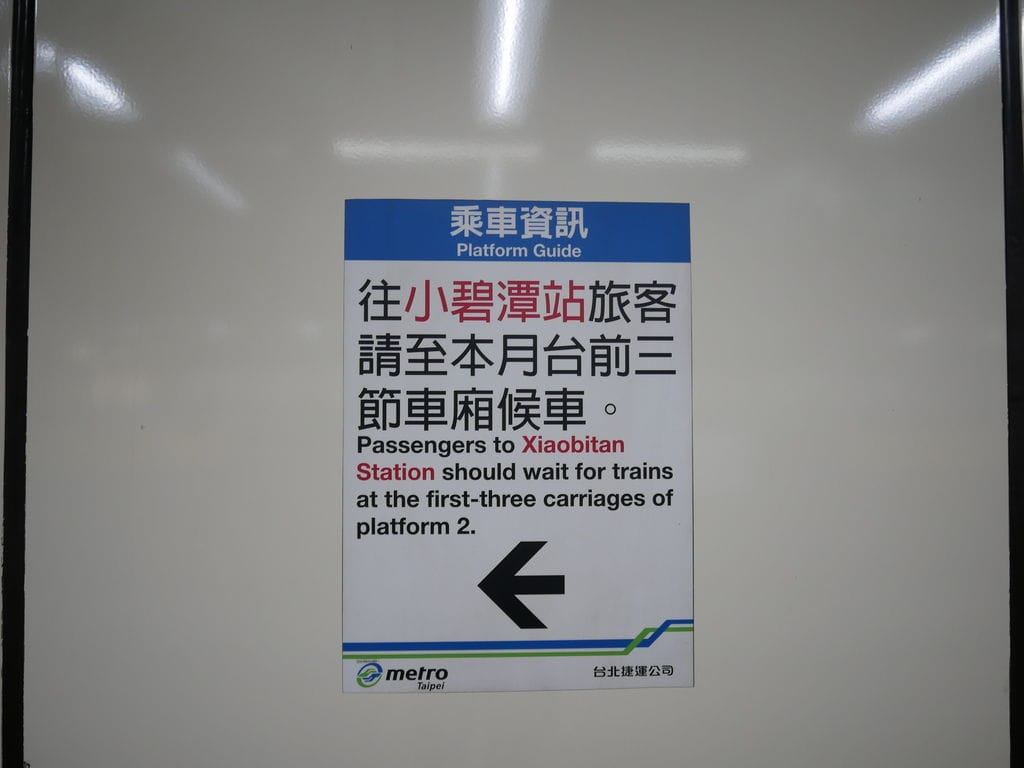 乘車資訊
Platform Guide
往小碧潭站旅客
請至本月台前三
節車廂候車。
Passengers to Xiaobitan
Station should wait for trains
at the first-three carriages of
platform 2.
metro
Taipei
台北捷運公司